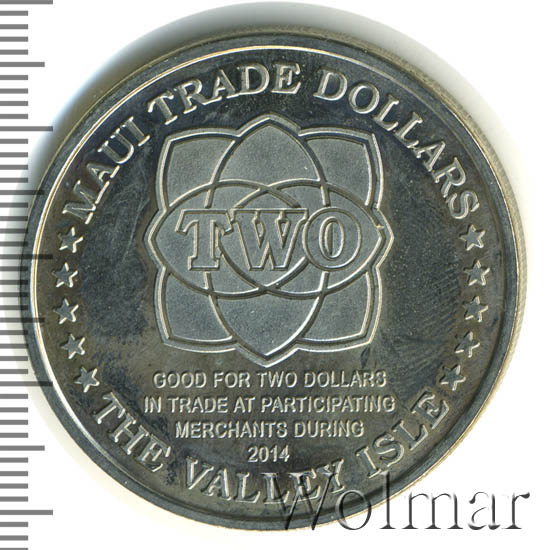 MAUI TRADE DOLLARS
TWO
GOOD FOR TWO DOLLARS
IN TRADE AT PARTICIPATING
MERCHANTS DURING
2014
THE VALLEY ISLE
Wolmar